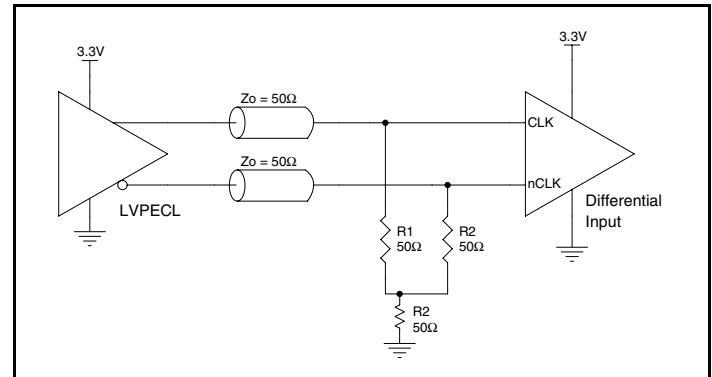 3.3V
3.3V
Zo = 50Ω
CLK
Zo = 50Ω
nCLK
LVPECL
Differential
Input
R1
50Ω
R2
50Ω
R2
50Ω